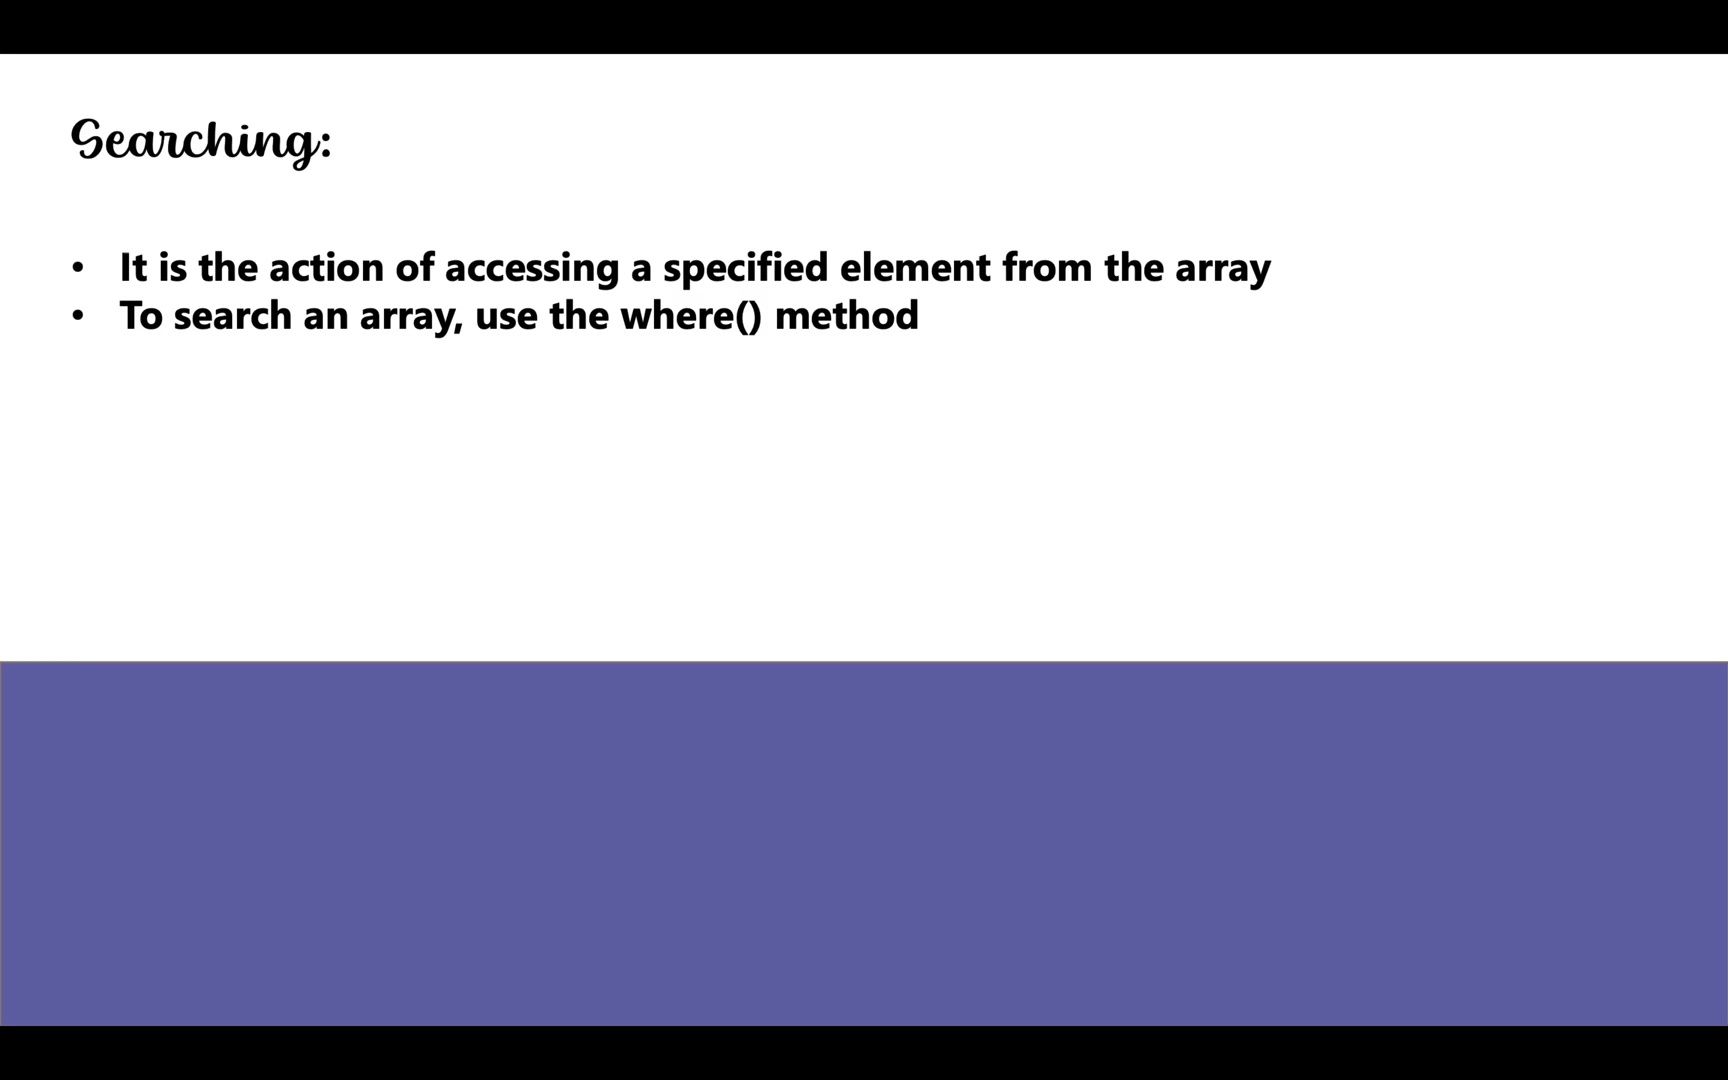 Searching:
• It is the action of accessing a specified element from the array
• To search an array, use the where() method